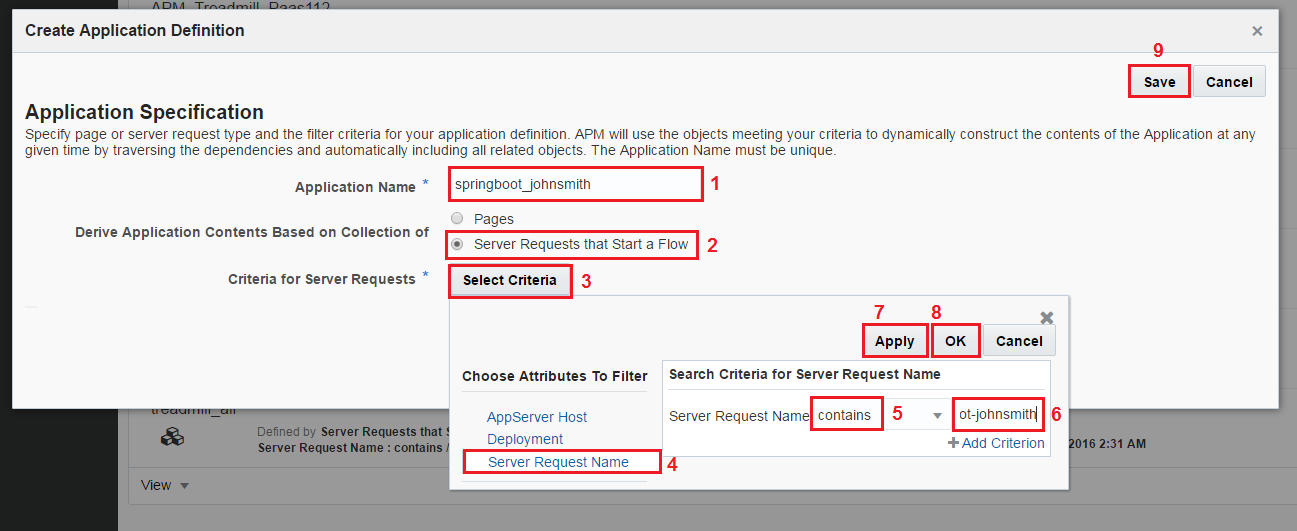 APM_Treadmill_Paas112
Create Application Definition
9
Save Cancel
Application Specification
Specify page or server request type and the filter criteria for your application definition. APM will use the objects meeting your criteria to dynamically construct the contents of the Application at any
given time by traversing the dependencies and automatically including all related objects. The Application Name must be unique.
Application Name * springboot_johnsmith 1
Pages
Derive Application Contents Based on Collection of
Server Requests that Start a Flow 2
Criteria for Server Requests * Select Criteria 3
7 8
Apply OK Cancel
Choose Attributes To Filter
Search Criteria for Server Request Name
AppServer Host
Server Request Name contains 5 ot-johnsmith 6
Deployment
Add Criterion
Server Request Name 4
treadmill_all
Defined by Server Requests that S
Server Request Name : contains /
2016 2:31 AM
View